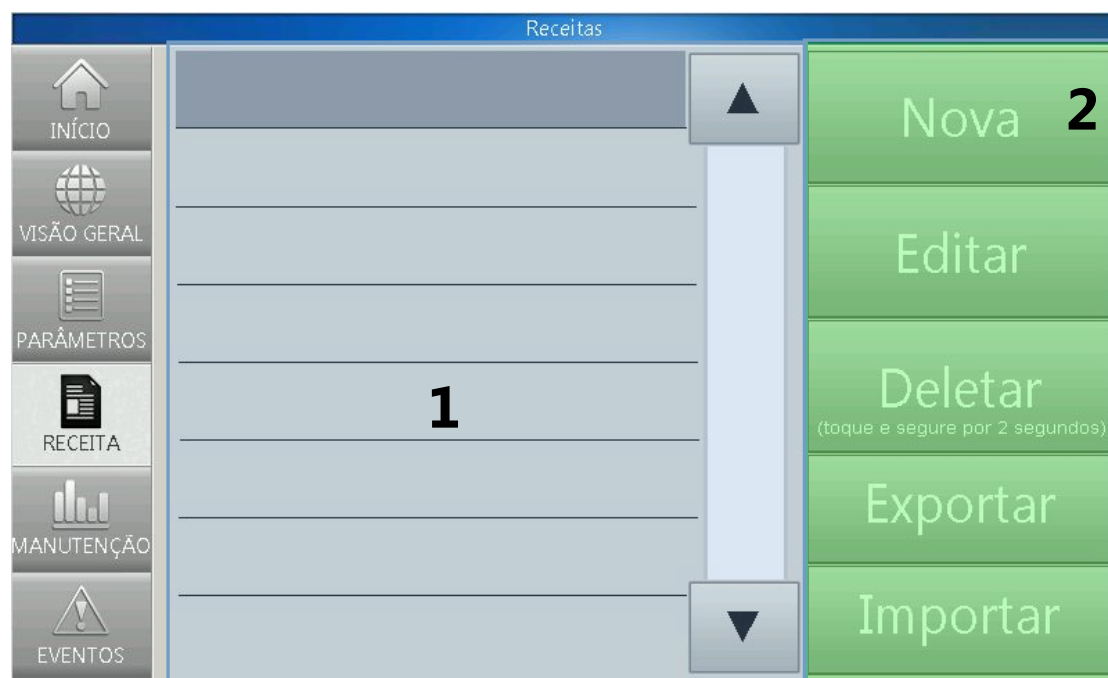 Receitas
INÍCIO
VISÃO GERAL
PARÂMETROS
RECEITA
MANUTENÇÃO
EVENTOS
1
Nova 2
Editar
Deletar
(toque e segure por 2 segundos)
Exportar
Importar